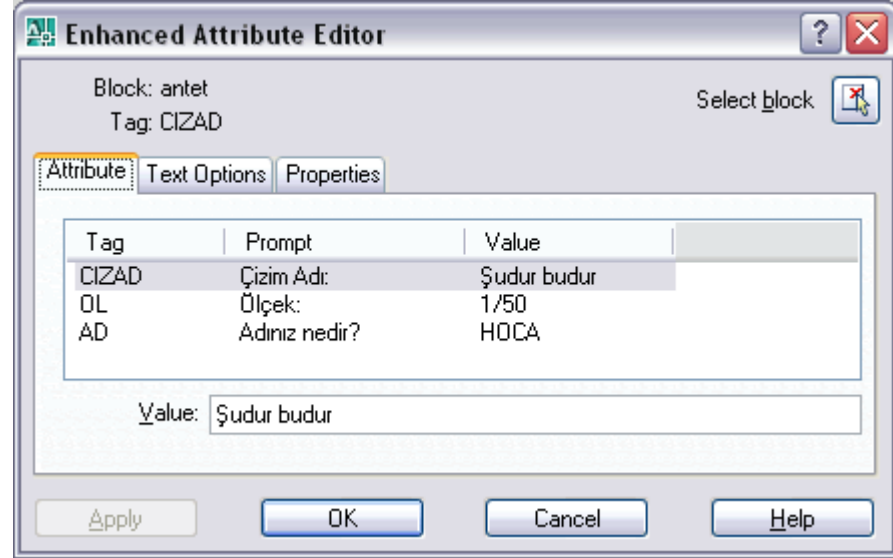 Enhanced Attribute Editor
Block: antet
Select block
Tag: CIZAD
Attribute Text Options Properties
Tag Prompt Value
CIZAD Çizim Adı: Şudur budur
OL Ölçek: 1/50
AD Adınız nedir? HOCA
Value: Şudur budur
Apply OK Cancel Help